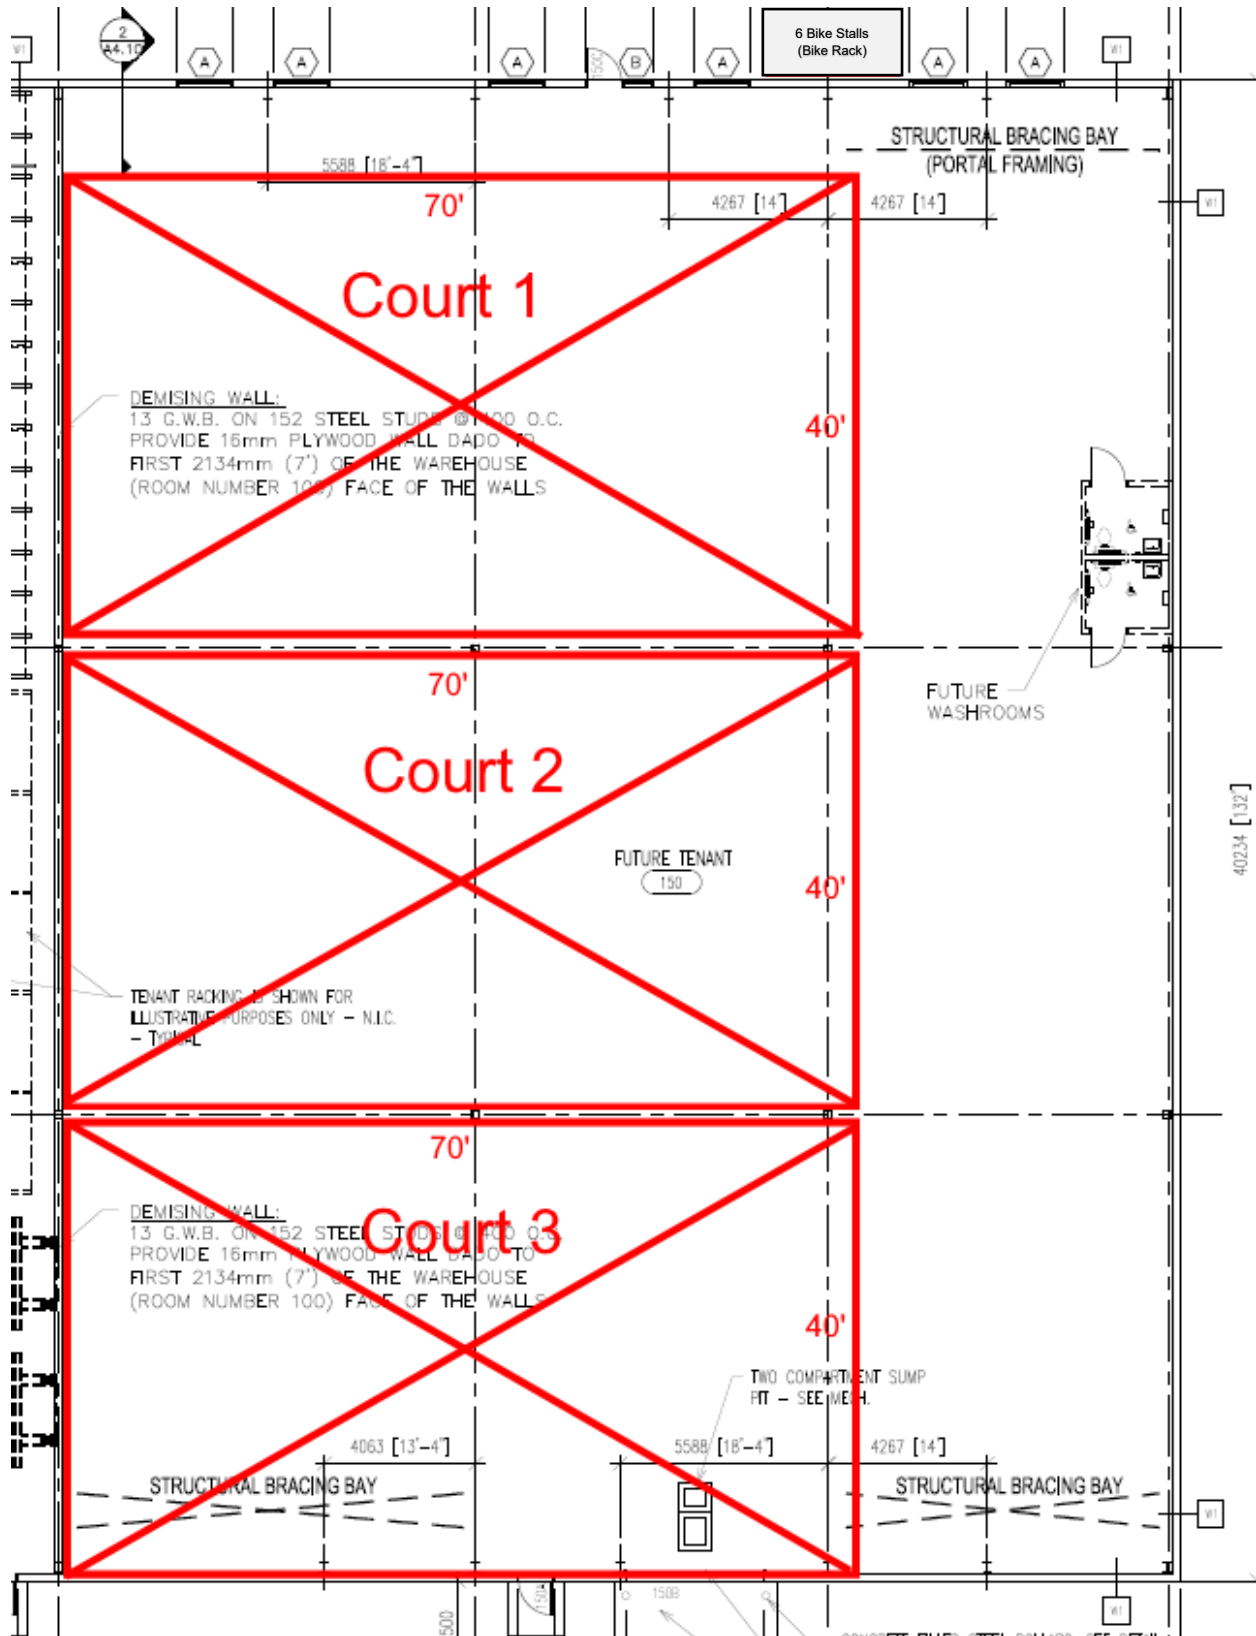 2
A4.1D
W1
A
A
A
150C
B
A
6 Bike Stalls
(Bike Rack)
A
A
W1
STRUCTURAL BRACING BAY
(PORTAL FRAMING)
5588 [18'-4"]
70'
4267 [14']
4267 [14']
W1
Court 1
DEMISING WALL:
13 G.W.B. ON 152 STEEL STUDS @ 400 O.C.
PROVIDE 16mm PLYWOOD WALL DADO TO
FIRST 2134mm (7') OF THE WAREHOUSE
(ROOM NUMBER 100) FACE OF THE WALLS
40'
70'
FUTURE
WASHROOMS
Court 2
40234 [132']
FUTURE TENANT
150
40'
TENANT RACKING IS SHOWN FOR
ILLUSTRATIVE PURPOSES ONLY – N.I.C.
– TYPICAL
70'
DEMISING WALL:
13 G.W.B. ON 152 STEEL STUDS @ 400 O.C.
PROVIDE 16mm PLYWOOD WALL DADO TO
FIRST 2134mm (7') OF THE WAREHOUSE
(ROOM NUMBER 100) FACE OF THE WALLS
Court 3
40'
TWO COMPARTMENT SUMP
PIT – SEE MECH.
4063 [13'-4"]
5588 [18'-4"]
4267 [14']
STRUCTURAL BRACING BAY
STRUCTURAL BRACING BAY
W1
150A
150B
500
W1